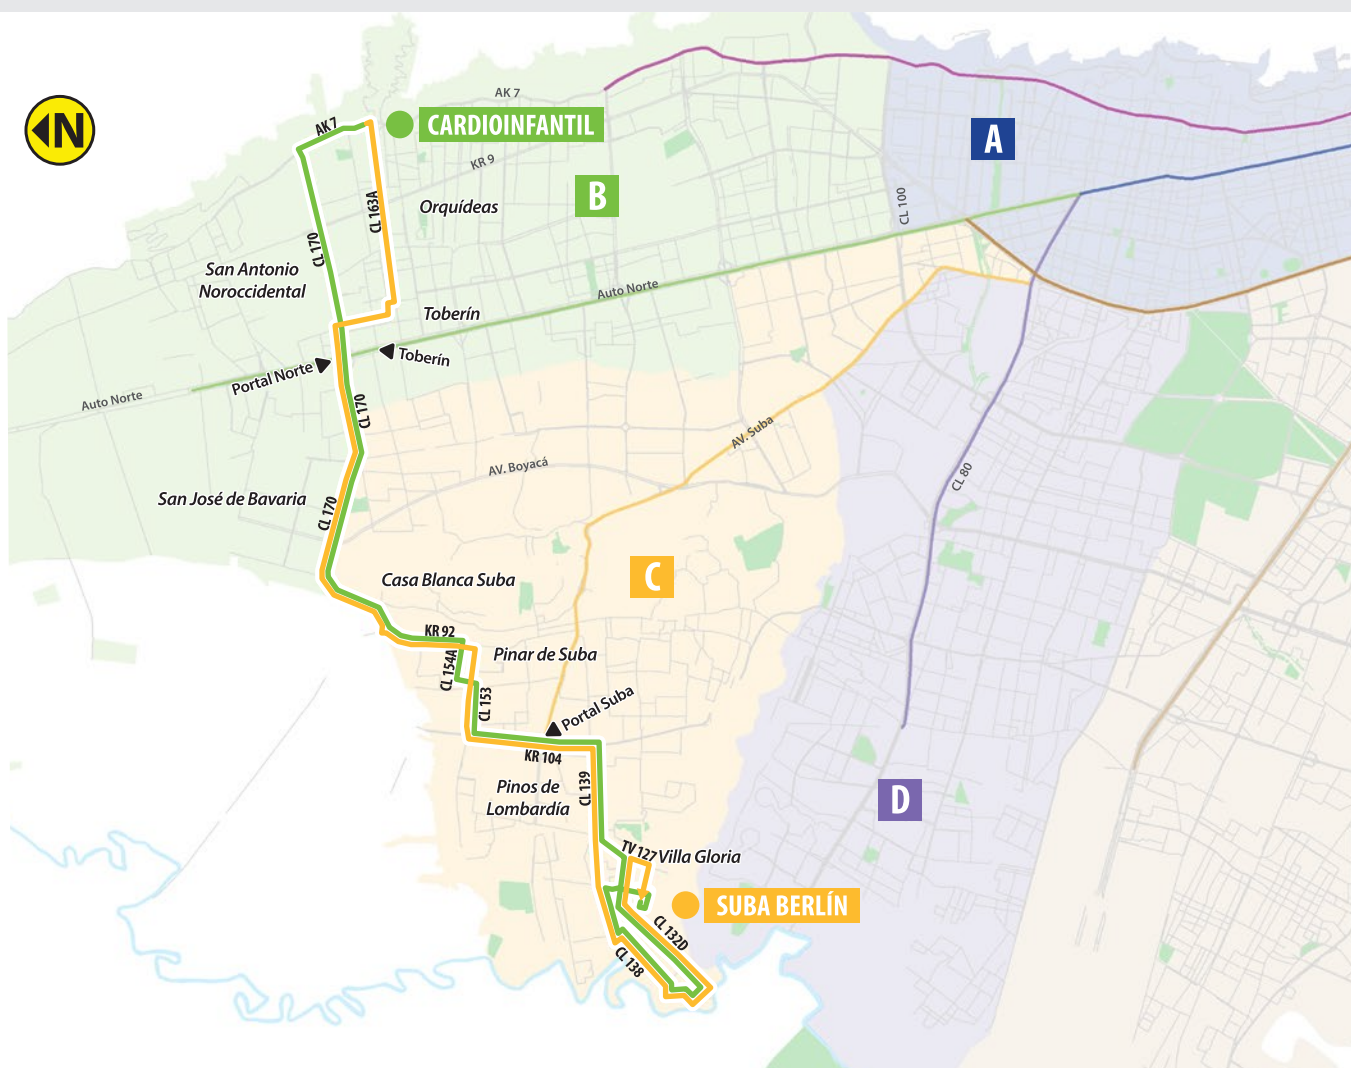 N
AK 7
CARDIOINFANTIL
AK 7
A
KR 9
B
CL 163A
Orquídeas
CL 100
CL 170
San Antonio
Noroccidental
Auto Norte
Toberín
Toberín
Portal Norte
Auto Norte
CL 170
AV. Suba
AV. Boyacá
CL 80
San José de Bavaria
CL 170
Casa Blanca Suba
C
KR 92
Pinar de Suba
CL 154A
CL 153
Portal Suba
KR 104
CL 139
Pinos de
Lombardía
D
TV 127
Villa Gloria
SUBA BERLÍN
CL 132D
CL 138